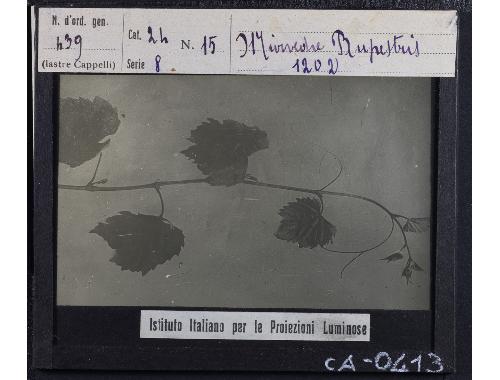 N. d'ord. gen.
439
(lastre Cappelli)
Cat. 24
Serie 8
N. 15
Mourvedre Rupestris
1202
Istituto Italiano per le Proiezioni Luminose
CA-0413